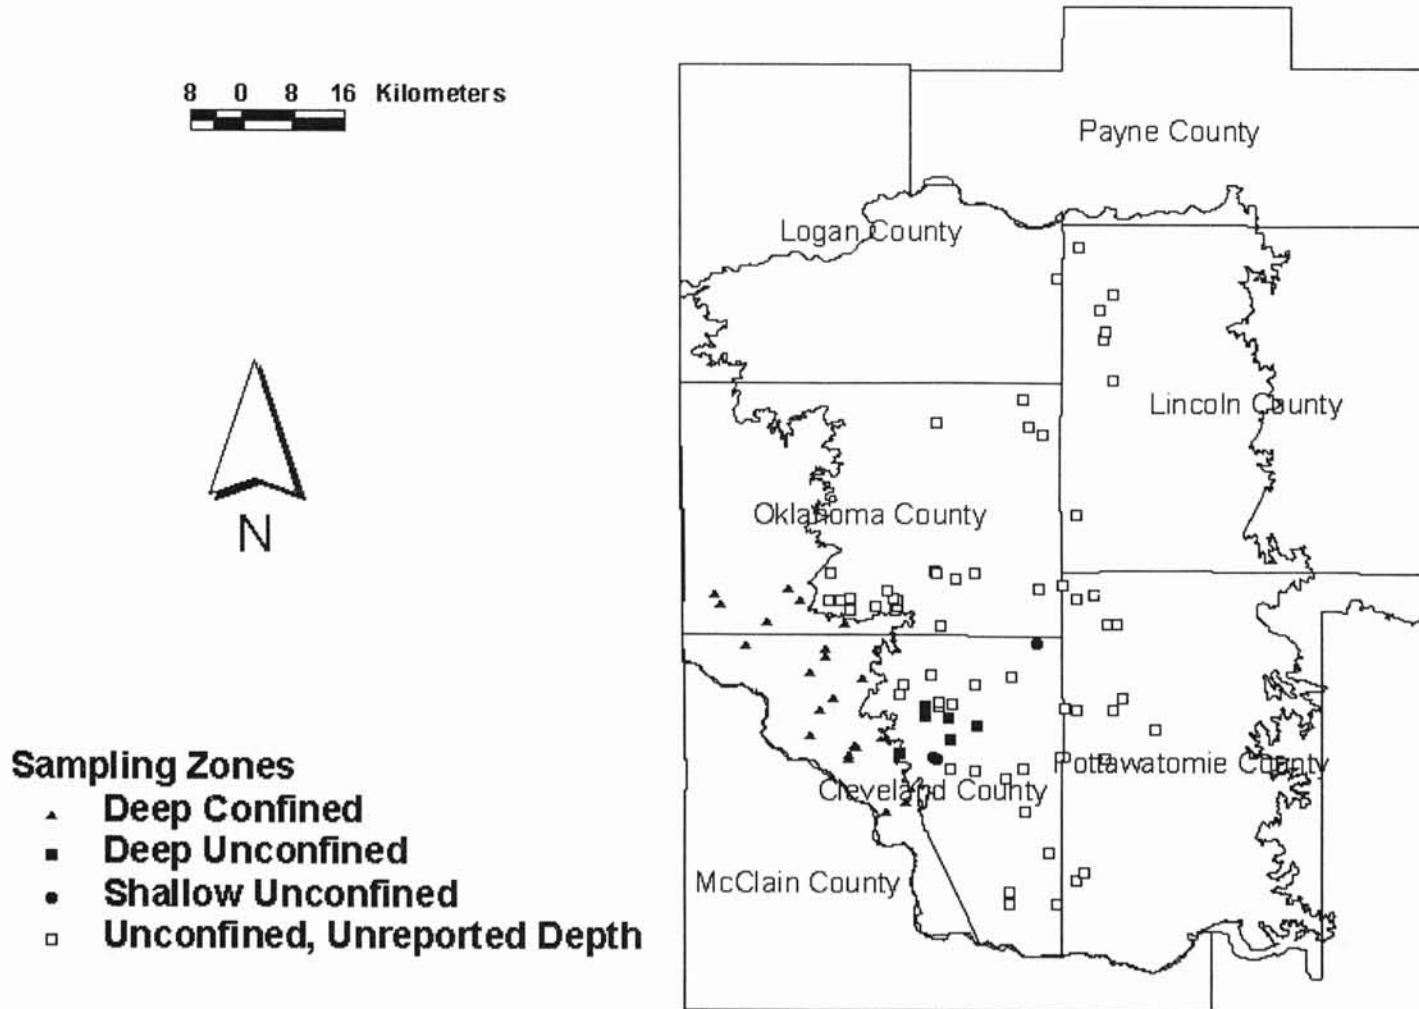 8 0 8 16 Kilometers
Payne County
Logan County
Lincoln County
Oklahoma County
N
Pottawatomie County
Cleveland County
McClain County
Sampling Zones
Deep Confined
Deep Unconfined
Shallow Unconfined
Unconfined, Unreported Depth